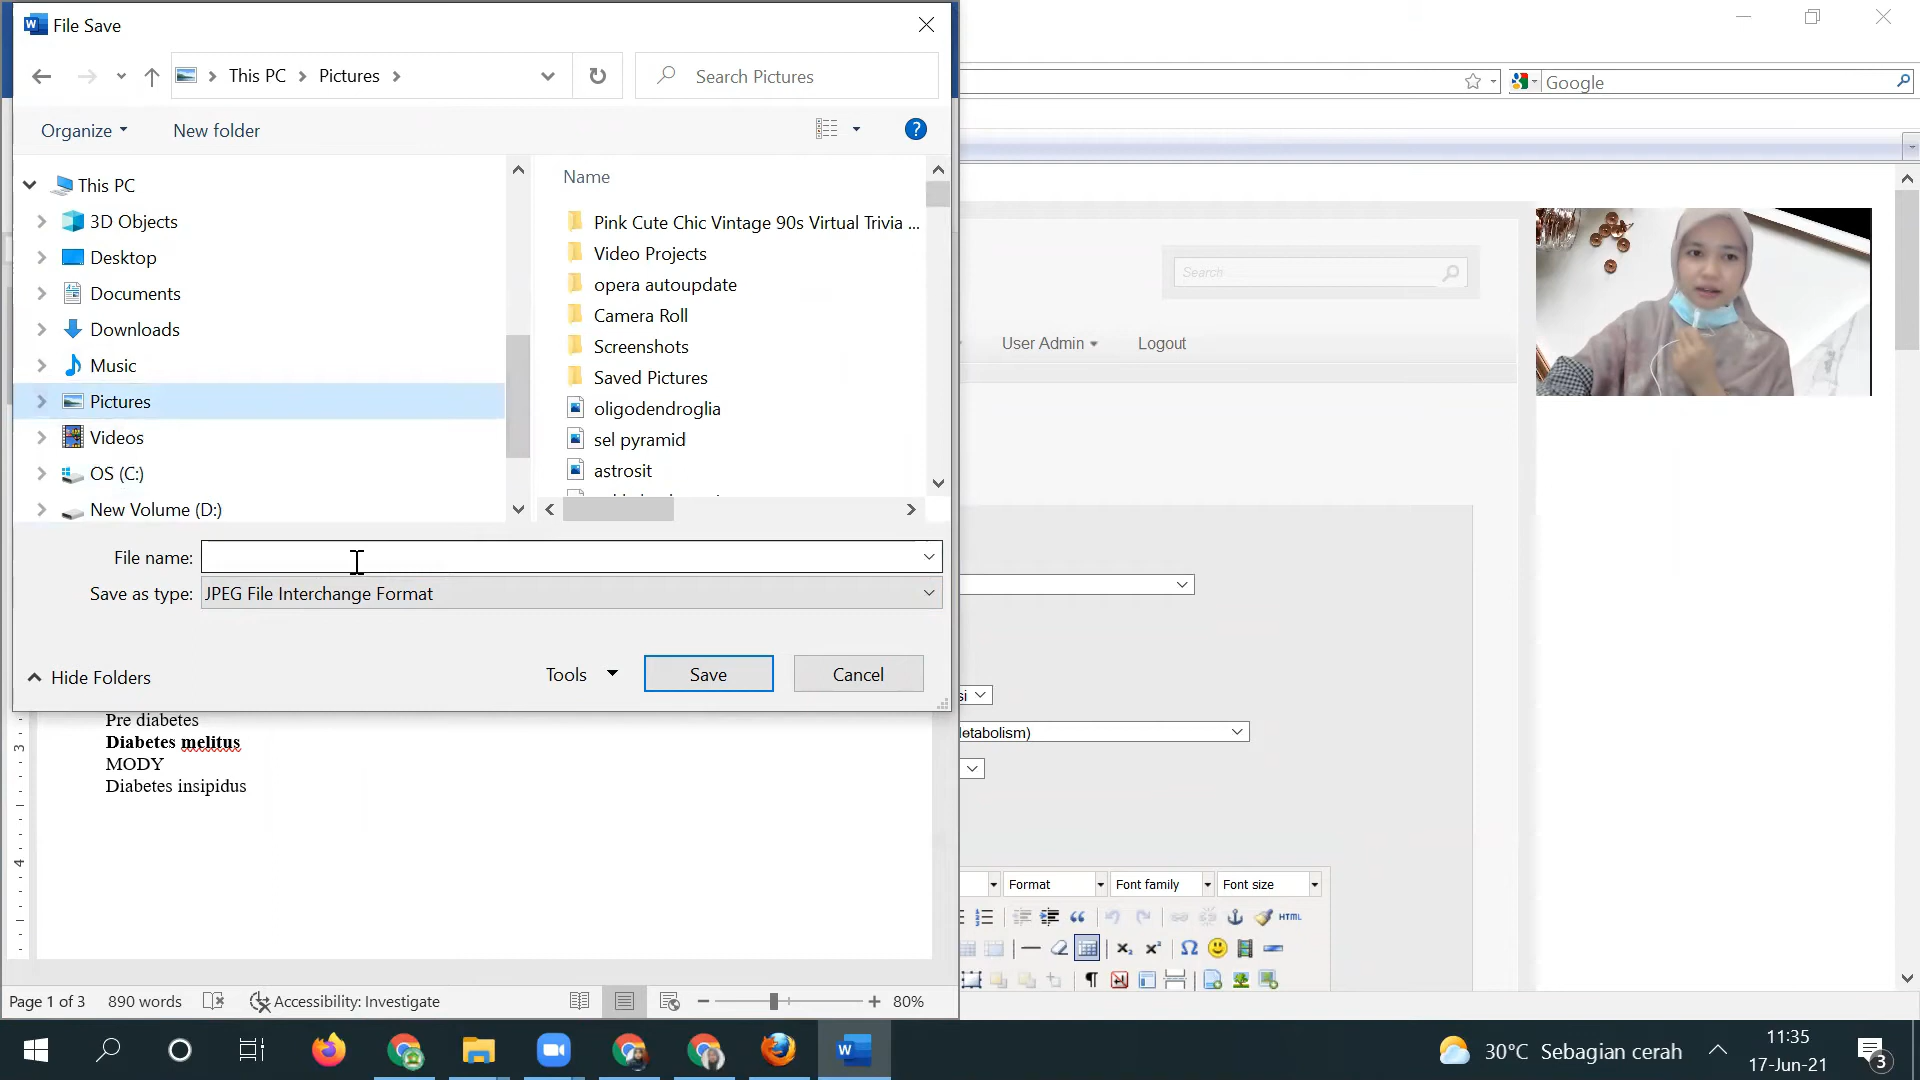 File Save
This PC
Pictures
Search Pictures
Organize
New folder
This PC
3D Objects
Desktop
Documents
Downloads
Music
Pictures
Videos
OS (C:)
New Volume (D:)
Name
Pink Cute Chic Vintage 90s Virtual Trivia ...
Video Projects
opera autoupdate
Camera Roll
Screenshots
Saved Pictures
oligodendroglia
sel pyramid
astrosit
File name:
Save as type: JPEG File Interchange Format
Hide Folders
Tools
Save
Cancel
Google
Search
User Admin
Logout
si
etabolism)
Format
Font family
Font size
HTML
Pre diabetes
Diabetes melitus
MODY
Diabetes insipidus
3
4
Page 1 of 3
890 words
Accessibility: Investigate
80%
30°C Sebagian cerah
11:35
17-Jun-21
3